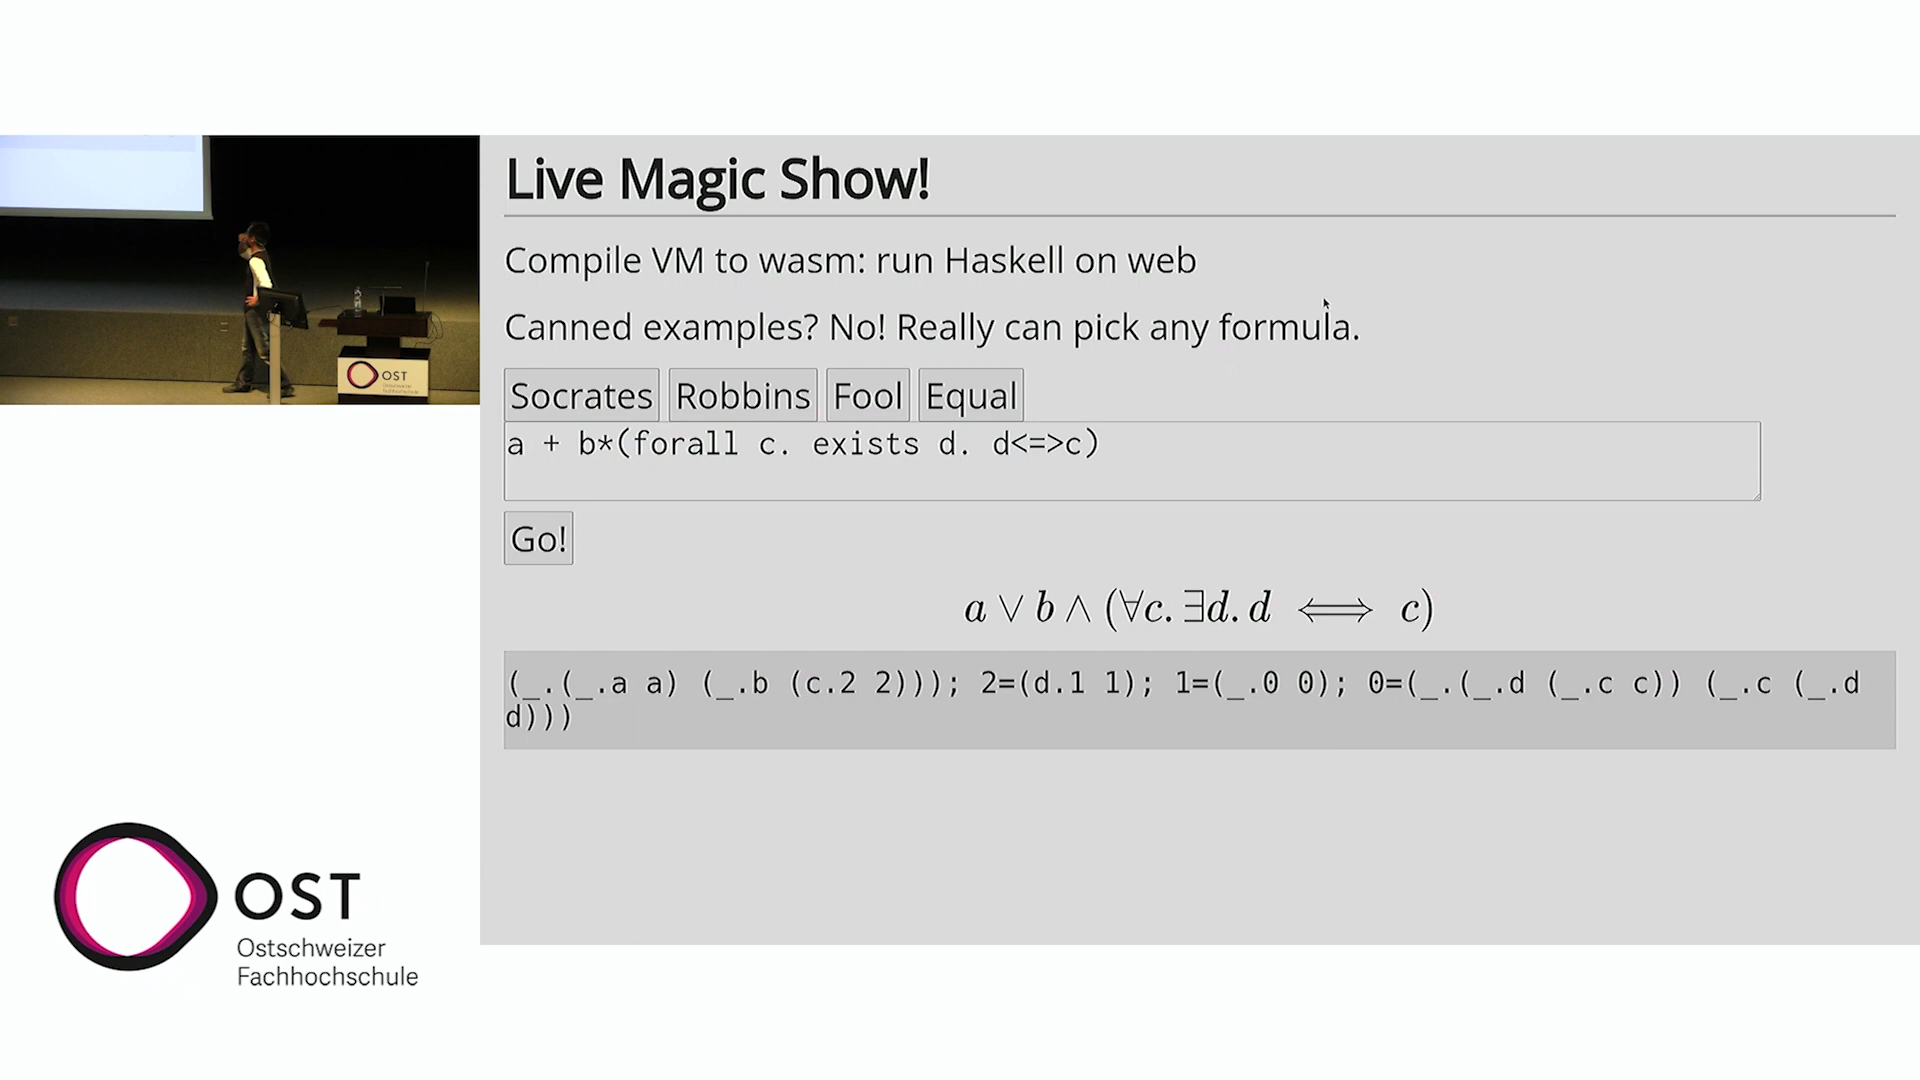 Live Magic Show!
Compile VM to wasm: run Haskell on web
Canned examples? No! Really can pick any formula.
Socrates Robbins Fool Equal
a + b*(forall c. exists d. d<=>c)
Go!
a ∨ b ∧ (∀c. ∃d. d ⟺ c)
(_.(_.a a) (_.b (c.2 2))); 2=(d.1 1); 1=(_.0 0); 0=(_.(_.d (_.c c)) (_.c (_.d
d)))
OST
OST
Ostschweizer
Fachhochschule